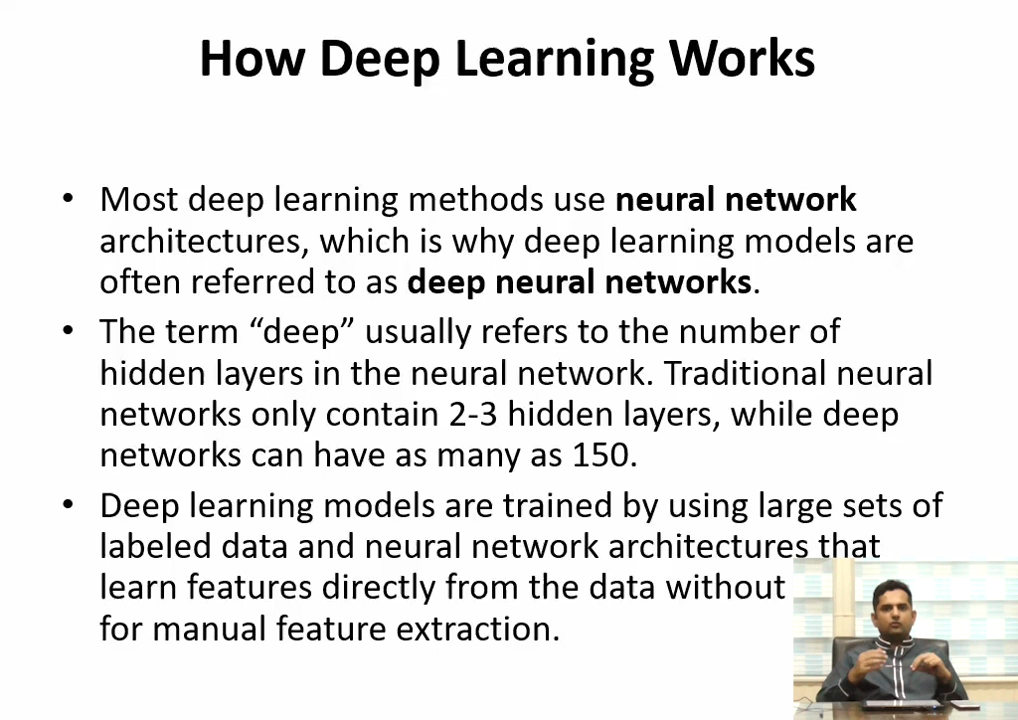 How Deep Learning Works
• Most deep learning methods use neural network
architectures, which is why deep learning models are
often referred to as deep neural networks.
• The term “deep” usually refers to the number of
hidden layers in the neural network. Traditional neural
networks only contain 2-3 hidden layers, while deep
networks can have as many as 150.
• Deep learning models are trained by using large sets of
labeled data and neural network architectures that
learn features directly from the data without
for manual feature extraction.